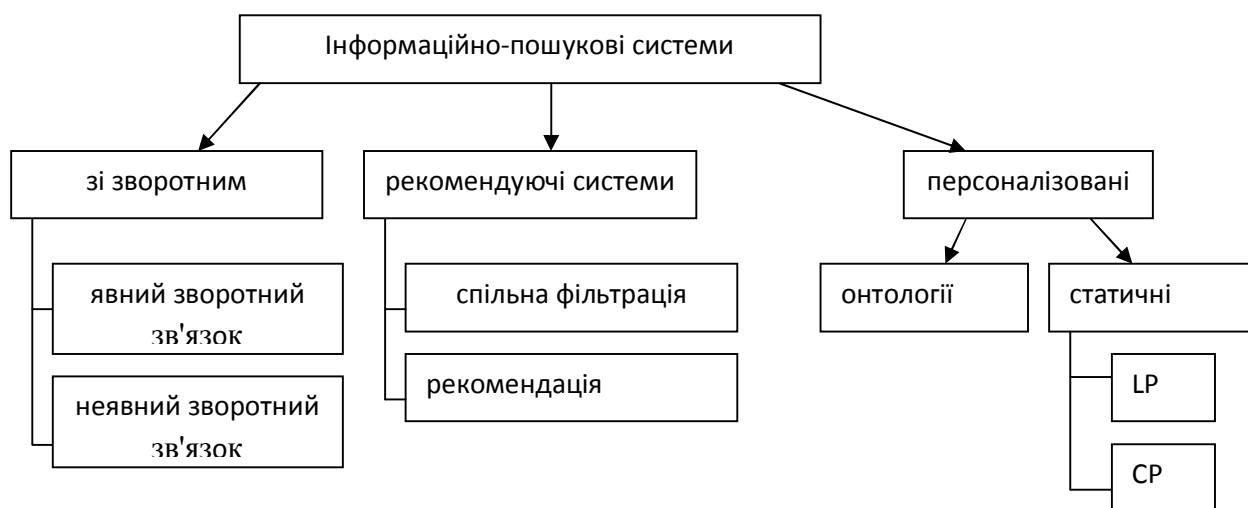 Інформаційно-пошукові системи
зі зворотним
рекомендуючі системи
персоналізовані
явний зворотний
зв'язок
неявний зворотний
зв'язок
спільна фільтрація
рекомендація
онтології
статичні
LP
CP